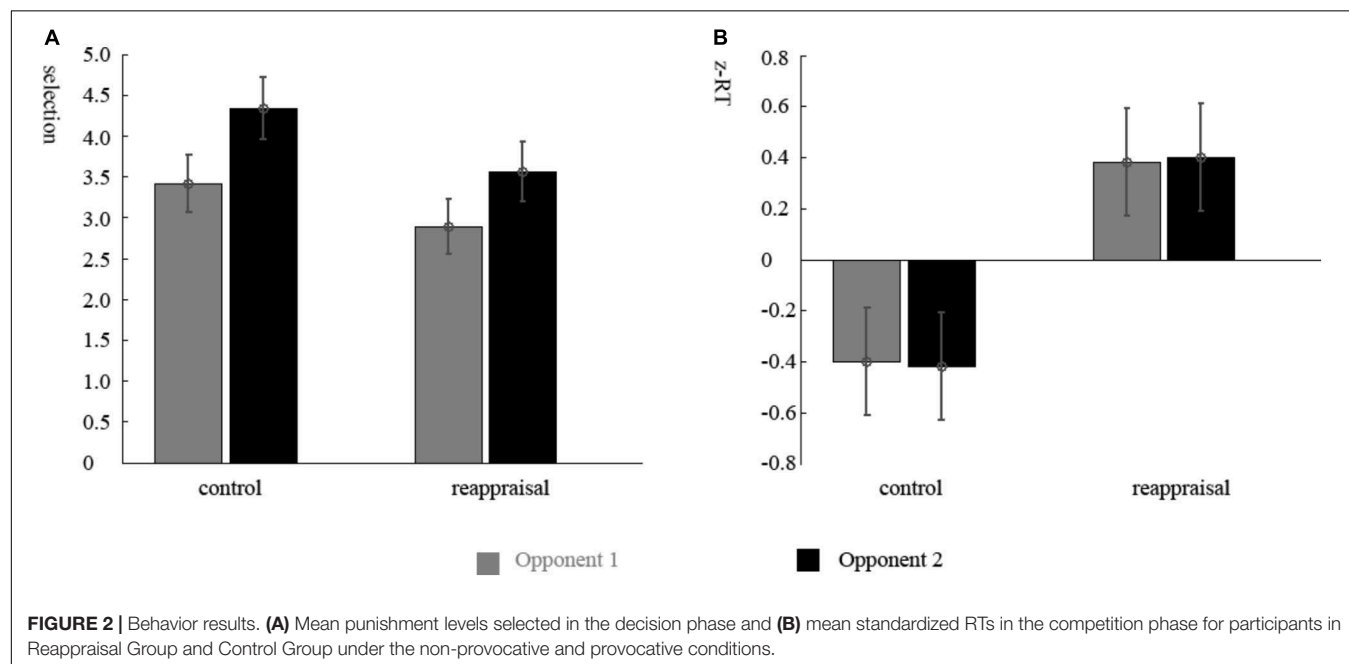 A
selection
5.0
4.5
4.0
3.5
3.0
2.5
4.0
3.5
2.0
1.0
3.5
0
control
reappraisal
B
z-RT
0.8
0.6
0.4
0.2
0
-0.2
-0.4
-0.6
-0.8
control
reappraisal
Opponent 1
Opponent 2
FIGURE 2 | Behavior results. (A) Mean punishment levels selected in the decision phase and (B) mean standardized RTs in the competition phase for participants in
Reappraisal Group and Control Group under the non-provocative and provocative conditions.